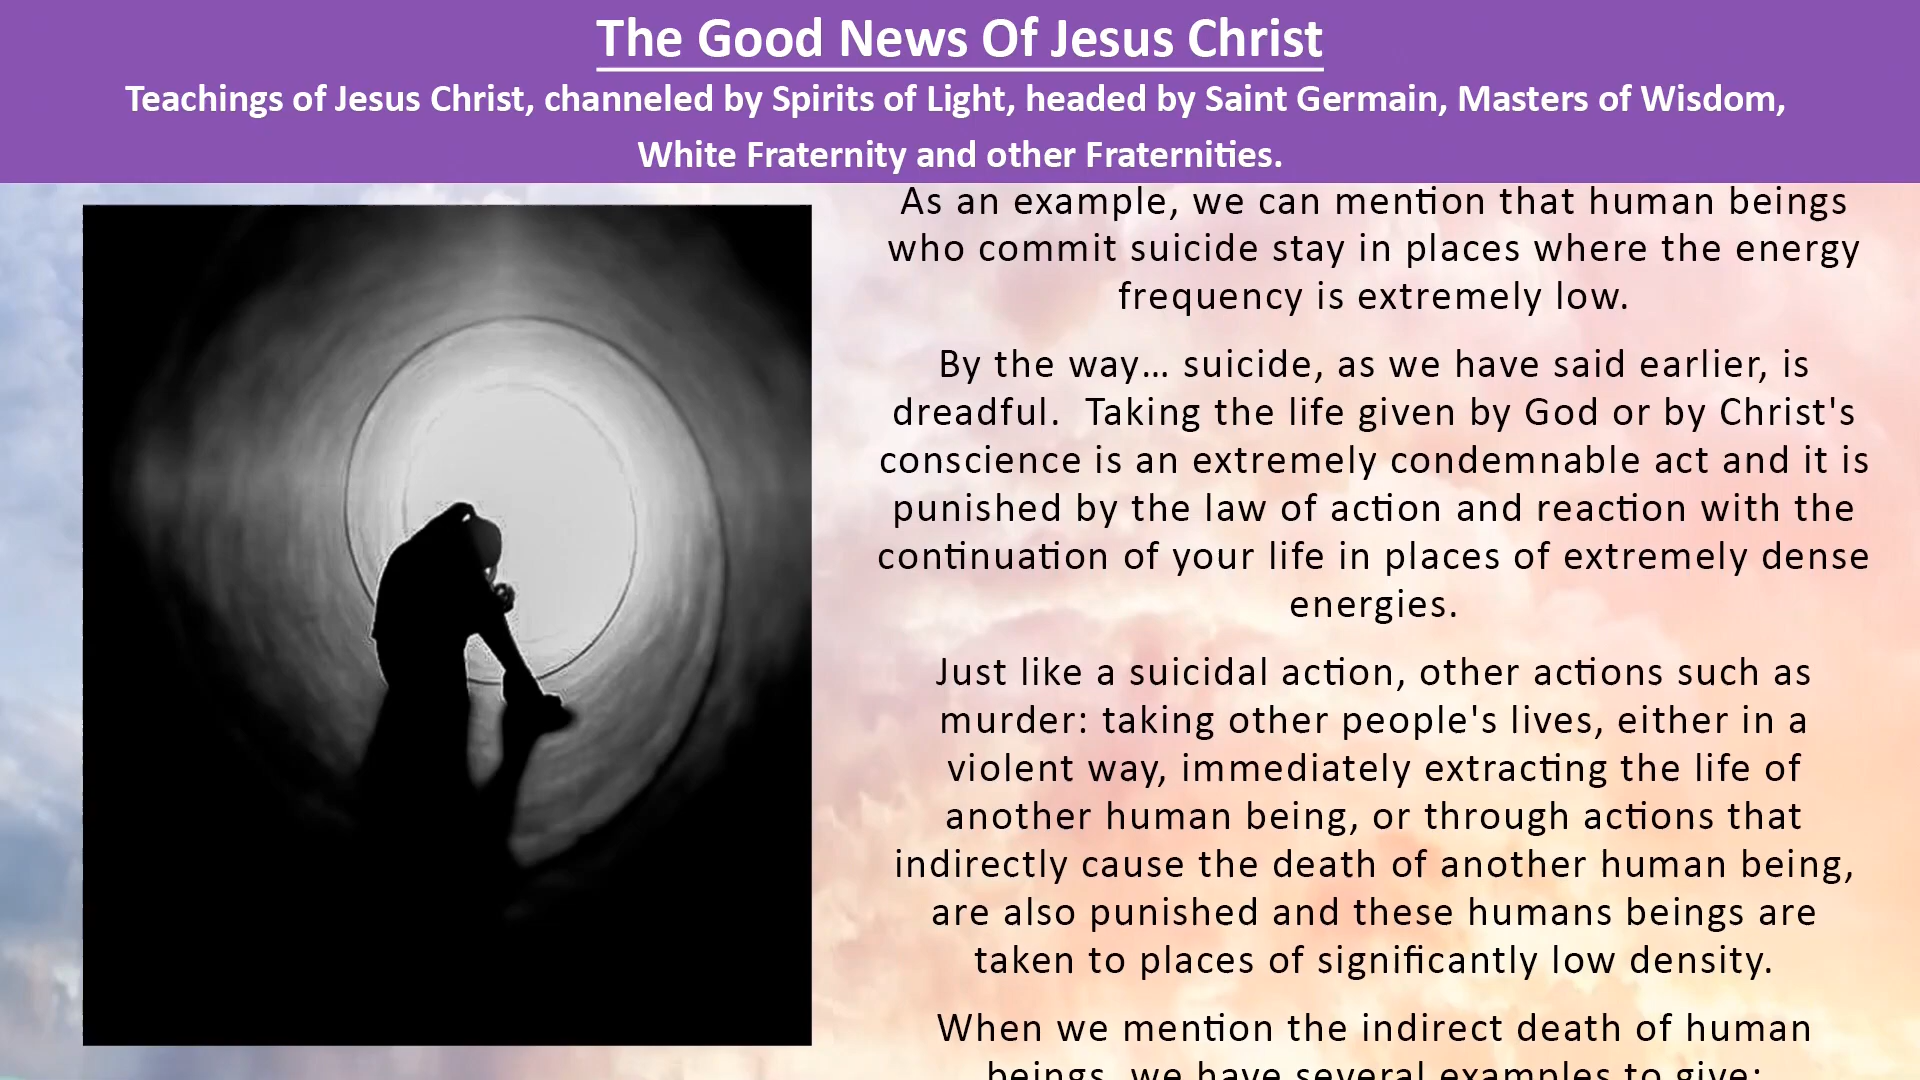 The Good News Of Jesus Christ
Teachings of Jesus Christ, channeled by Spirits of Light, headed by Saint Germain, Masters of Wisdom,
White Fraternity and other Fraternities.
As an example, we can mention that human beings
who commit suicide stay in places where the energy
frequency is extremely low.
By the way... suicide, as we have said earlier, is
dreadful.  Taking the life given by God or by Christ's
conscience is an extremely condemnable act and it is
punished by the law of action and reaction with the
continuation of your life in places of extremely dense
energies.
Just like a suicidal action, other actions such as
murder: taking other people's lives, either in a
violent way, immediately extracting the life of
another human being, or through actions that
indirectly cause the death of another human being,
are also punished and these humans beings are
taken to places of significantly low density.
When we mention the indirect death of human
beings, we have several examples to give: